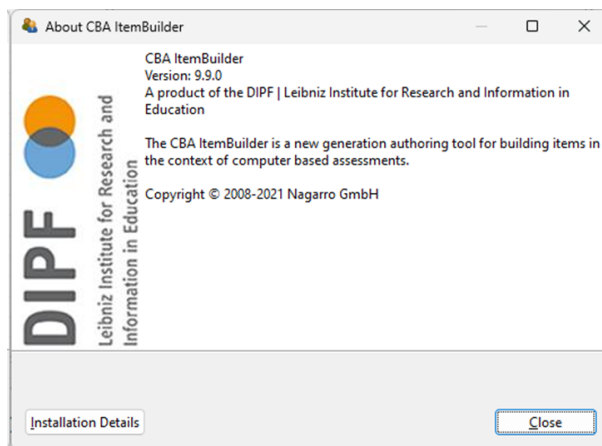 About CBA ItemBuilder
CBA ItemBuilder
Version: 9.9.0
A product of the DIPF | Leibniz Institute for Research and Information in
Education
The CBA ItemBuilder is a new generation authoring tool for building items in
the context of computer based assessments.
Copyright © 2008-2021 Nagarro GmbH
DIPF
Leibniz Institute for Research and
Information in Education
Installation Details
Close